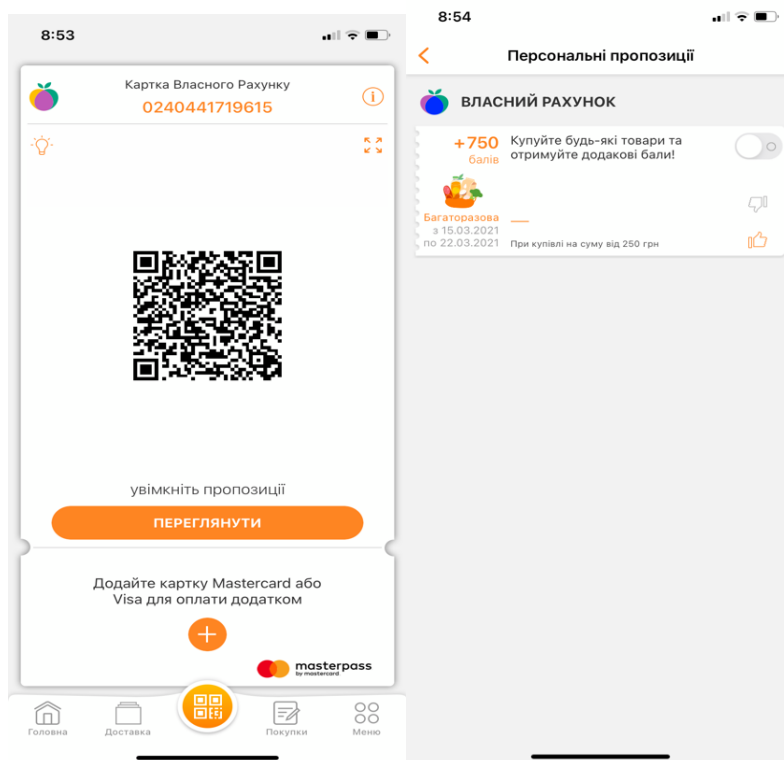 8:53
Картка Власного Рахунку
0240441719615
увімкніть пропозиції
ПЕРЕГЛЯНУТИ
Додайте картку Mastercard або
Visa для оплати додатком
masterpass
by mastercard
Головна
Доставка
Покупки
Меню
8:54
Персональні пропозиції
ВЛАСНИЙ РАХУНОК
+750
балів
Купуйте будь-які товари та
отримуйте додакові бали!
Багаторазова
з 15.03.2021
по 22.03.2021
При купівлі на суму від 250 грн